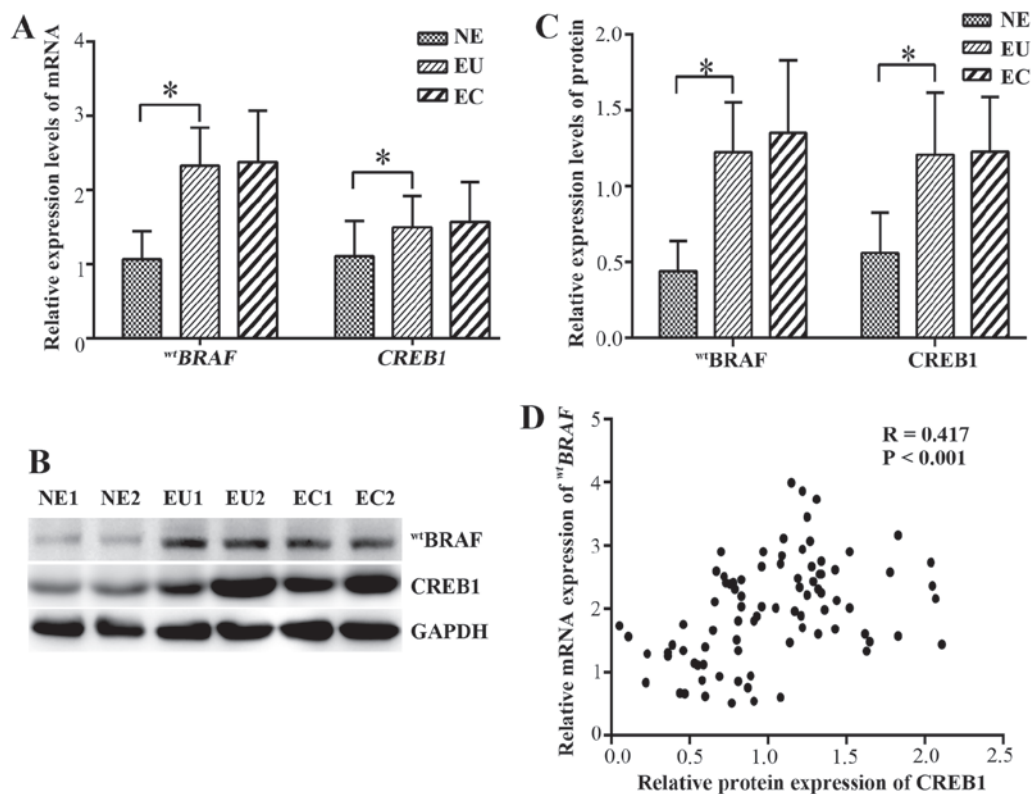 A
Relative expression levels of mRNA
4
3
2
1
0
*
*
NE
EU
EC
wtBRAF
CREB1
C
Relative expression levels of protein
2.0
1.5
1.0
0.5
0.0
*
*
NE
EU
EC
wtBRAF
CREB1
B
NE1 NE2 EU1 EU2 EC1 EC2
wtBRAF
CREB1
GAPDH
D
Relative mRNA expression of wtBRAF
5
4
3
2
1
0
R = 0.417
P < 0.001
0.0 0.5 1.0 1.5 2.0 2.5
Relative protein expression of CREB1